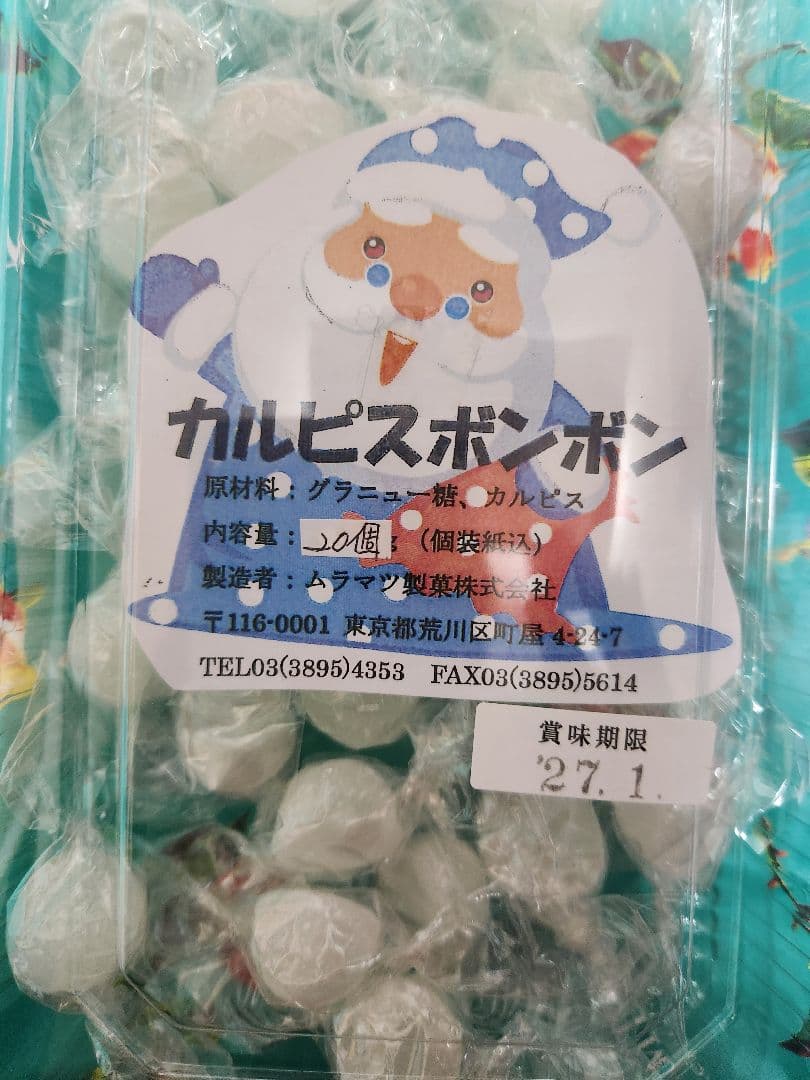 カルピスボンボン
原材料：グラニュー糖、カルピス
内容量：20個（個装紙込）
製造者：ムラマツ製菓株式会社
〒116-0001 東京都荒川区町屋 4-24-7
TEL03(3895)4353 FAX03(3895)5614
賞味期限
'27.1.